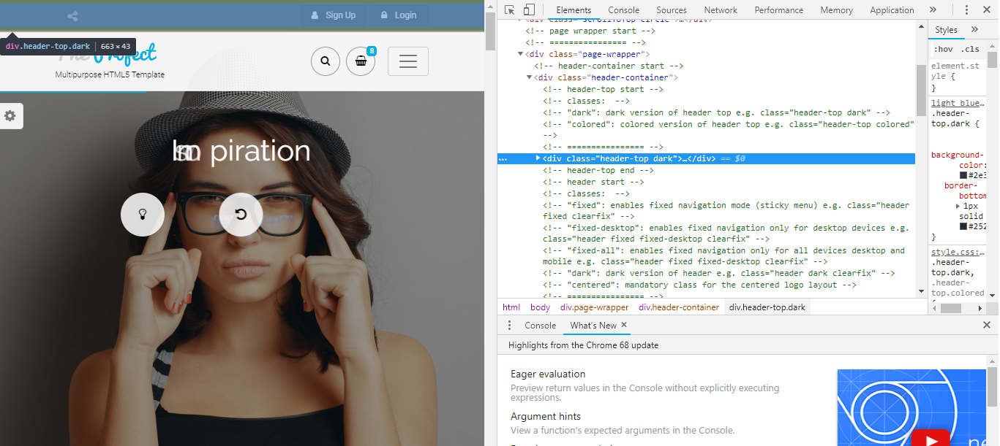 Sign Up
Login
div.header-top.dark 663 × 43
The Project
Multipurpose HTML5 Template
8
piration
Elements Console Sources Network Performance Memory Application »
<!-- page wrapper start -->
<!-- ================ -->
▼<div class="page-wrapper">
<!-- header-container start -->
▼<div class="header-container">
<!-- header-top start -->
<!-- classes:  -->
<!-- "dark": dark version of header top e.g. class="header-top dark" -->
<!-- "colored": colored version of header top e.g. class="header-top colored"
-->
<!-- ================ -->
… ▶<div class="header-top dark">…</div> == $0
<!-- header-top end -->
<!-- header start -->
<!-- classes:  -->
<!-- "fixed": enables fixed navigation mode (sticky menu) e.g. class="header
fixed clearfix" -->
<!-- "fixed-desktop": enables fixed navigation only for desktop devices e.g.
class="header fixed fixed-desktop clearfix" -->
<!-- "fixed-all": enables fixed navigation only for all devices desktop and
mobile e.g. class="header fixed fixed-desktop clearfix" -->
<!-- "dark": dark version of header e.g. class="header dark clearfix" -->
<!-- "centered": mandatory class for the centered logo layout -->
<!-- ================ -->
html body div.page-wrapper div.header-container div.header-top.dark
Styles »
:hov .cls
element.st
yle {
}
light_blue…
.header-
top.dark {
background-
color:
#2e3
border-
bottom
▶ 1px
solid
#252
}
style.css:…
.header-
top.dark,
.header-
top.colored
{
Console What's New ×
Highlights from the Chrome 68 update
Eager evaluation
Preview return values in the Console without explicitly executing
expressions.
Argument hints
View a function's expected arguments in the Console.
ne